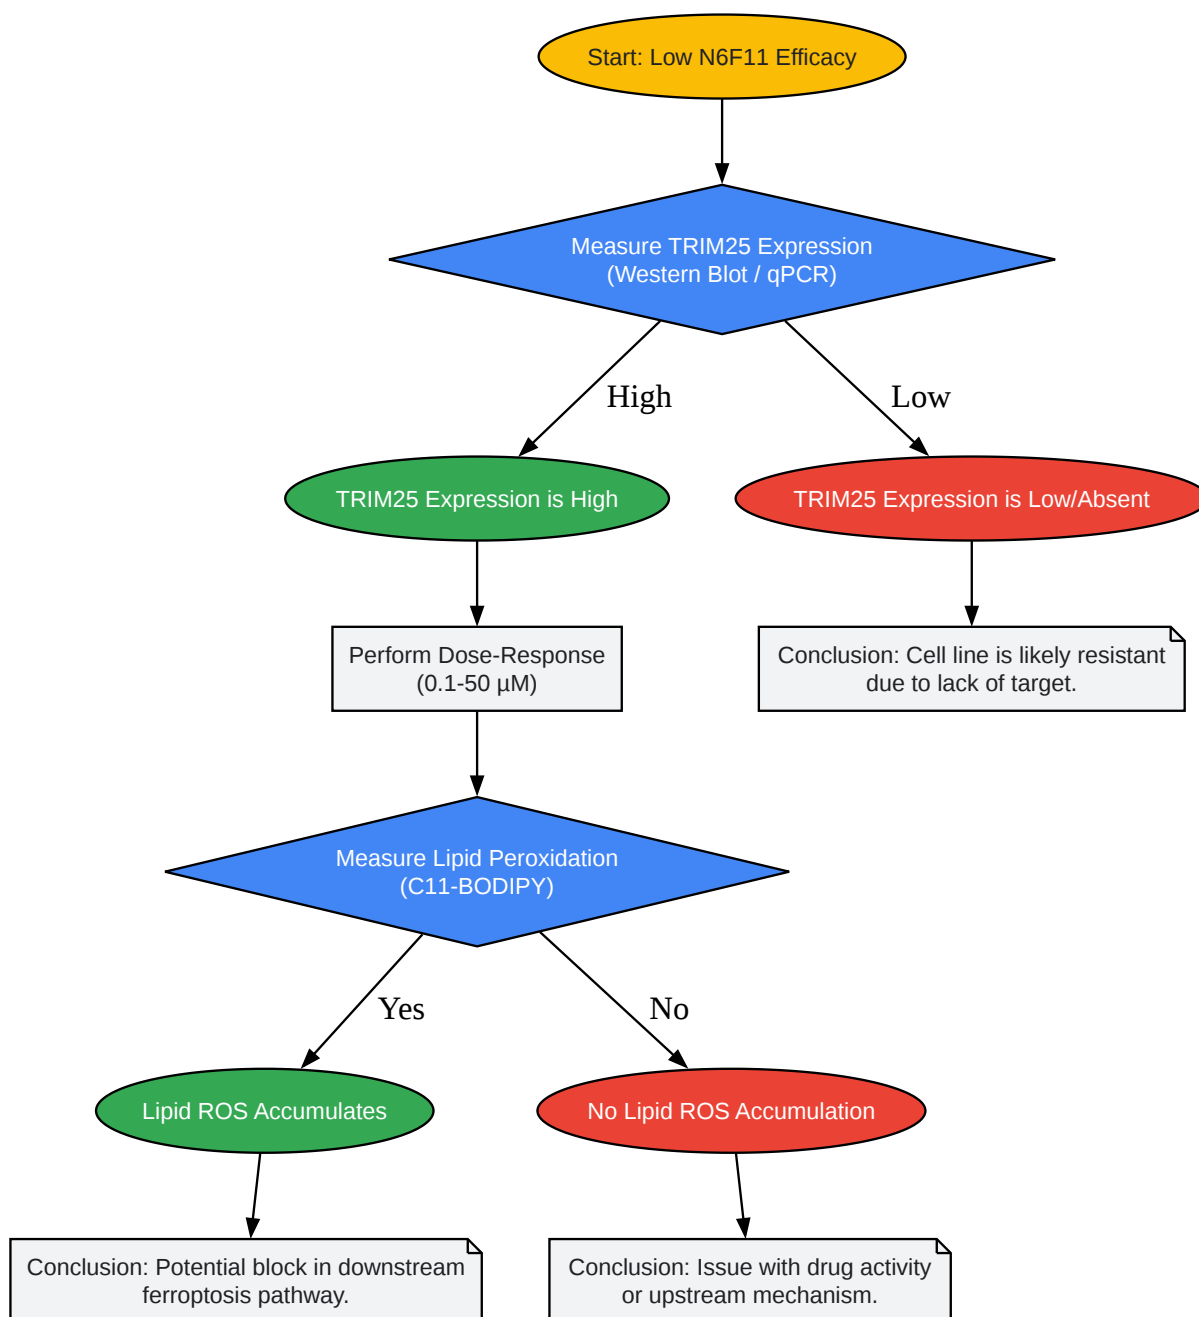 Start: Low N6F11 Efficacy
Measure TRIM25 Expression
(Western Blot / qPCR)
High
Low
TRIM25 Expression is High
TRIM25 Expression is Low/Absent
Perform Dose-Response
(0.1-50 µM)
Conclusion: Cell line is likely resistant
due to lack of target.
Measure Lipid Peroxidation
(C11-BODIPY)
Yes
No
Lipid ROS Accumulates
No Lipid ROS Accumulation
Conclusion: Potential block in downstream
ferroptosis pathway.
Conclusion: Issue with drug activity
or upstream mechanism.